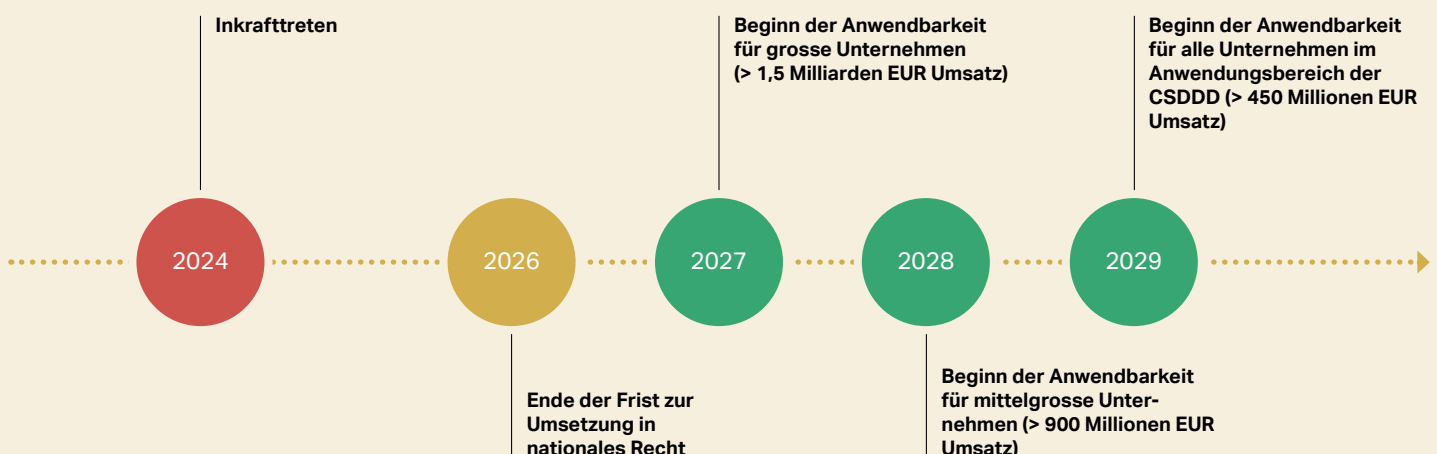 Inkrafttreten
Beginn der Anwendbarkeit
für grosse Unternehmen
(> 1,5 Milliarden EUR Umsatz)
Beginn der Anwendbarkeit
für alle Unternehmen im
Anwendungsbereich der
CSDDD (> 450 Millionen EUR
Umsatz)
2024
2026
2027
2028
2029
Ende der Frist zur
Umsetzung in
nationales Recht
Beginn der Anwendbarkeit
für mittelgrosse Unter-
nehmen (> 900 Millionen EUR
Umsatz)